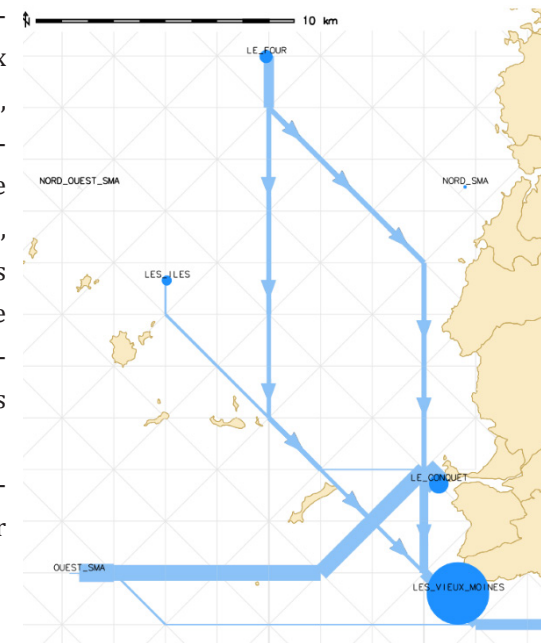 N 10 km
LE_FOUR
NORD_OUEST_SMA
NORD_SMA
LES_ILES
LE_CONQUET
OUEST_SMA
LES_VIEUX_MOINES